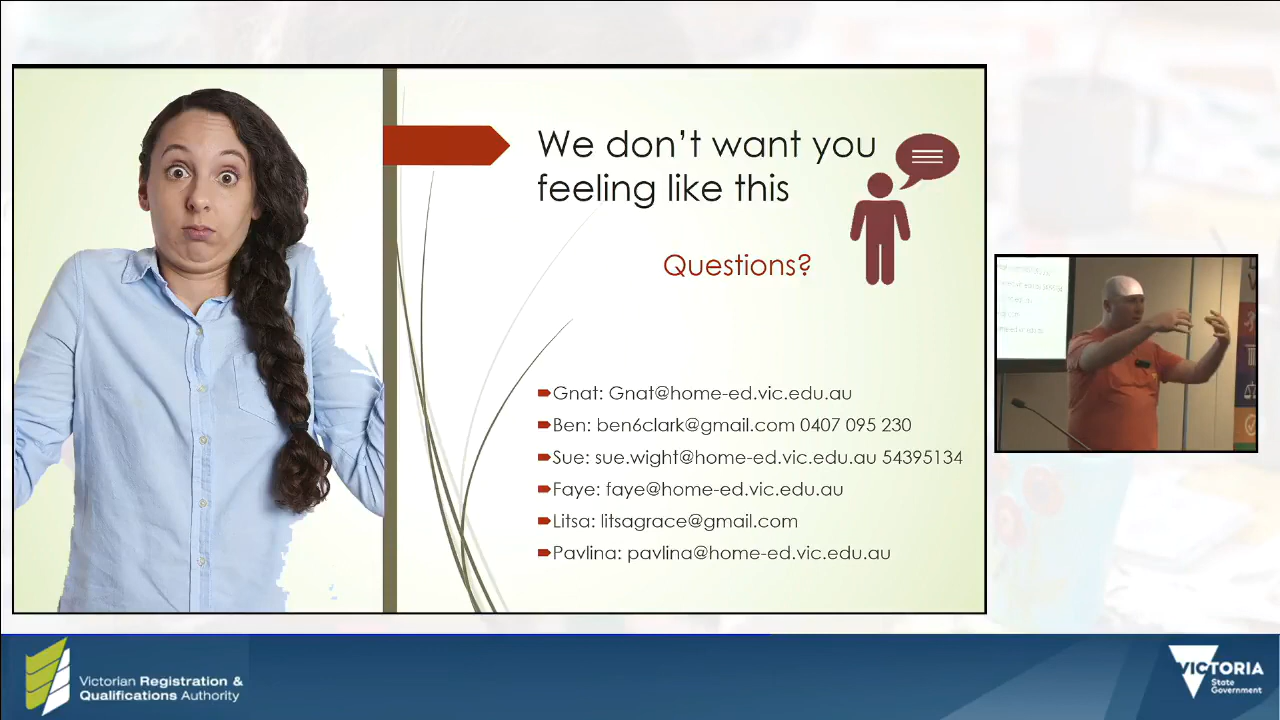 We don't want you
feeling like this
Questions?
Gnat: Gnat@home-ed.vic.edu.au
Ben: ben6clark@gmail.com 0407 095 230
Sue: sue.wight@home-ed.vic.edu.au 54395134
Faye: faye@home-ed.vic.edu.au
Litsa: litsagrace@gmail.com
Pavlina: pavlina@home-ed.vic.edu.au
Victorian Registration &
Qualifications Authority
VICTORIA
State
Government